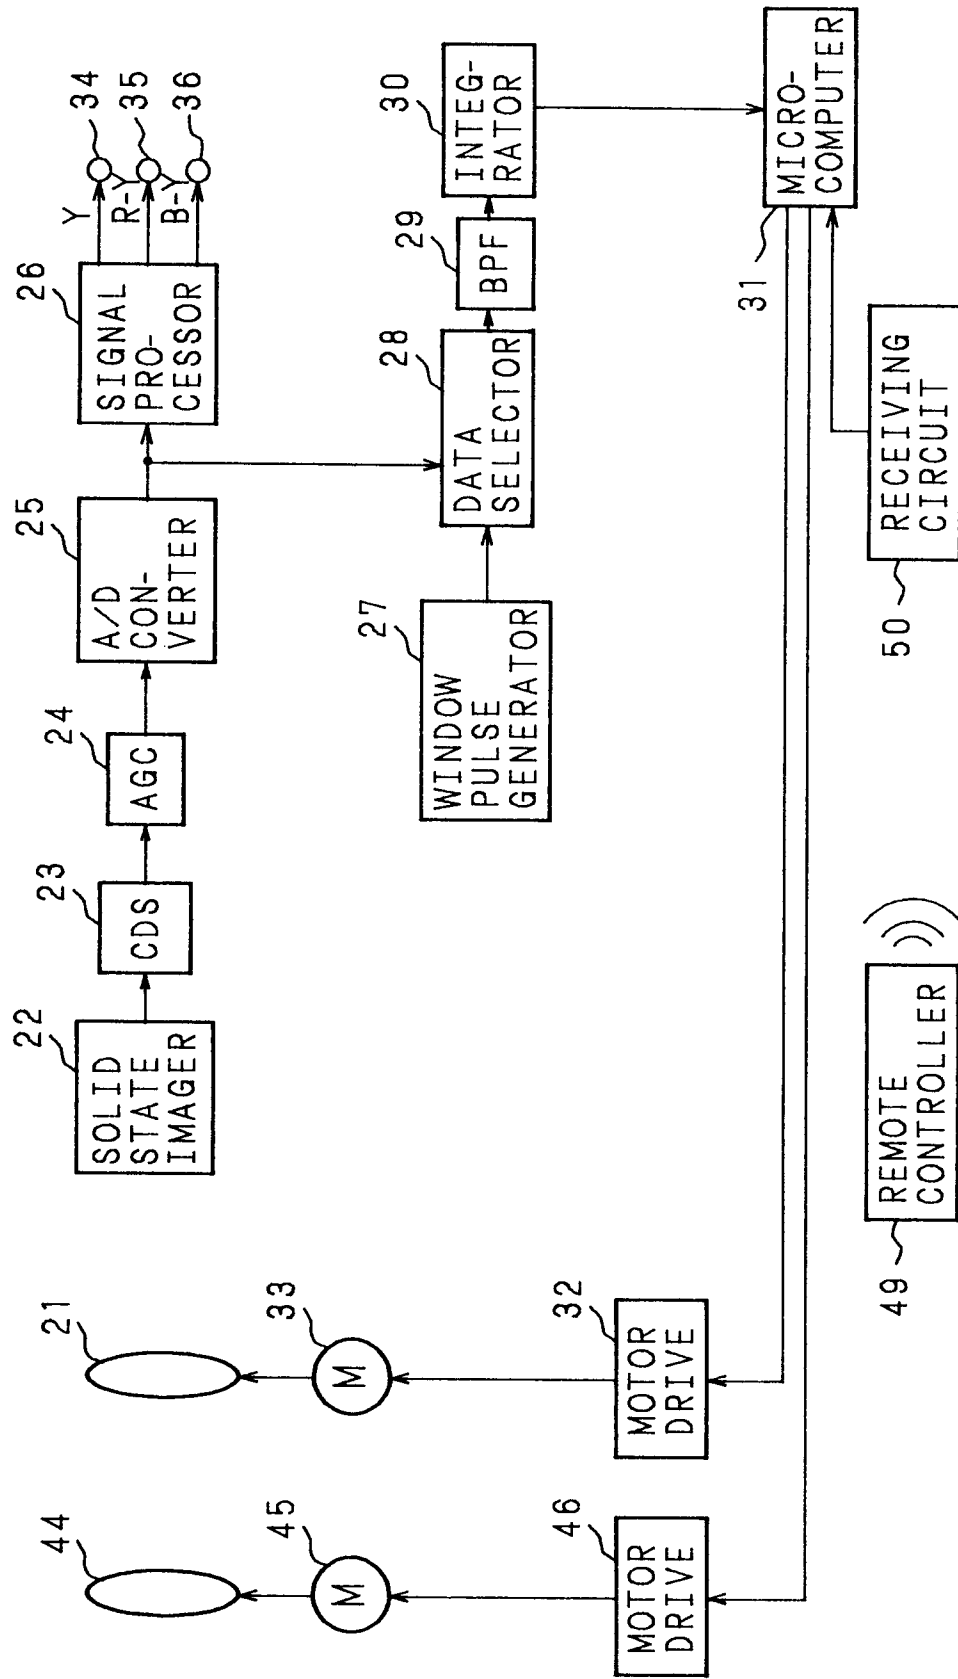 44
21
22
SOLID
STATE
IMAGER
23
CDS
24
AGC
25
A/D
CON-
VERTER
26
SIGNAL
PRO-
CESSOR
Y
34
R-Y
35
B-Y
36
45
M
33
M
27
WINDOW
PULSE
GENERATOR
28
DATA
SELECTOR
29
BPF
30
INTEG-
RATOR
46
MOTOR
DRIVE
32
MOTOR
DRIVE
31
MICRO-
COMPUTER
49
REMOTE
CONTROLLER
50
RECEIVING
CIRCUIT